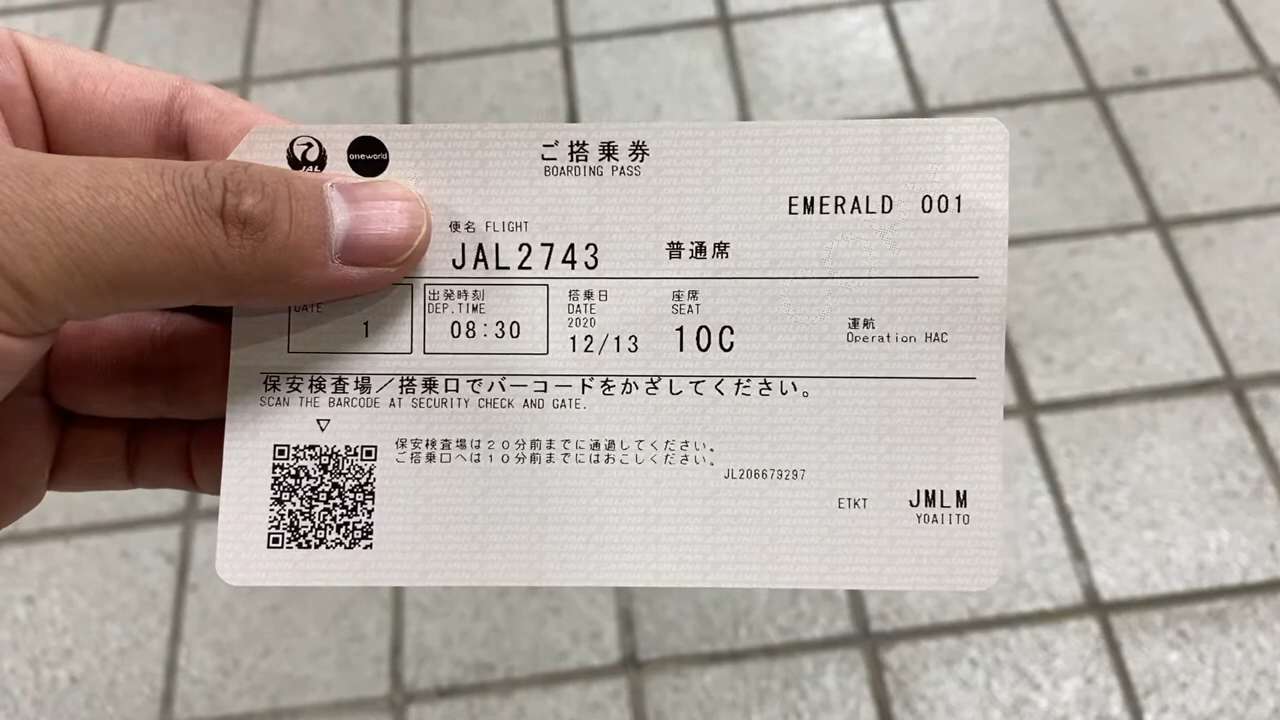 JAL
oneworld
ご搭乗券
BOARDING PASS
EMERALD 001
便名 FLIGHT
JAL2743 普通席
GATE
1
出発時刻
DEP.TIME
08:30
搭乗日
DATE
2020
12/13
座席
SEAT
10C
運航
Operation HAC
保安検査場/搭乗口でバーコードをかざしてください。
SCAN THE BARCODE AT SECURITY CHECK AND GATE.
▽
保安検査場は20分前までに通過してください。
ご搭乗口へは10分前までにはおこしください。
JL206679297
ETKT JMLM
YOAIITO